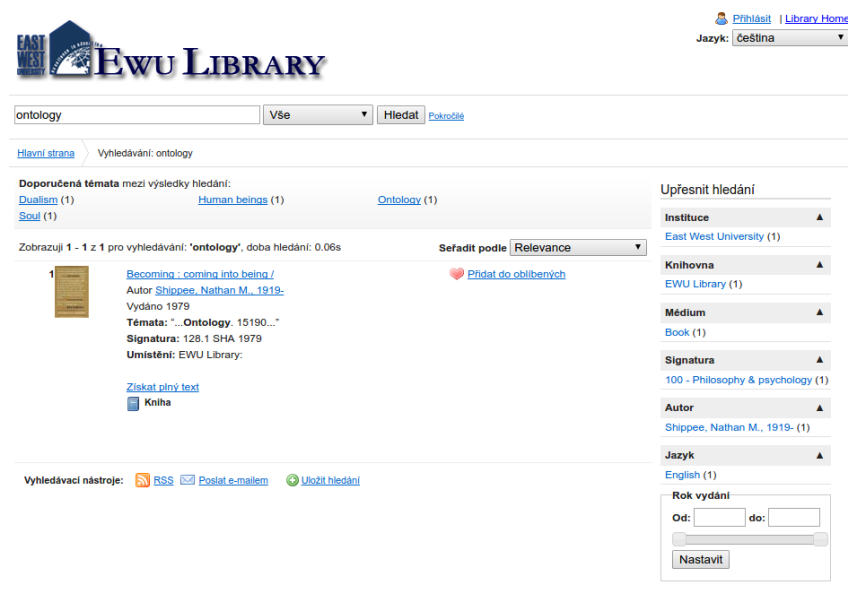 Přihlásit | Library Home
Jazyk: čeština
EAST
WEST
UNIVERSITY
EWU LIBRARY
ontology Vše Hledat Pokročilé
Hlavní strana Vyhledávání: ontology
Doporučená témata mezi výsledky hledání:
Dualism (1) Human beings (1) Ontology (1)
Soul (1)
Zobrazuji 1 - 1 z 1 pro vyhledávání: 'ontology', doba hledání: 0.06s Seřadit podle Relevance
1 Becoming : coming into being / Přidat do oblíbených
Autor Shippee, Nathan M., 1919-
Vydáno 1979
Témata: “...Ontology. 15190...”
Signatura: 128.1 SHA 1979
Umístění: EWU Library:
Získat plný text
Kniha
Vyhledávací nástroje: RSS Poslat e-mailem Uložit hledání
Upřesnit hledání
Instituce
East West University (1)
Knihovna
EWU Library (1)
Médium
Book (1)
Signatura
100 - Philosophy & psychology (1)
Autor
Shippee, Nathan M., 1919- (1)
Jazyk
English (1)
Rok vydání
Od: do:
Nastavit